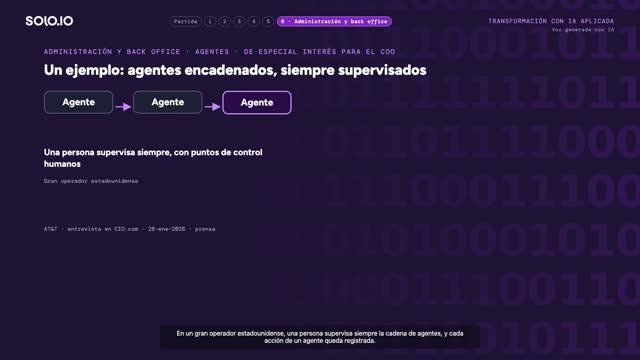 SOLO.IO
Partida 1 2 3 4 5 6 · Administración y back office
TRANSFORMACIÓN CON IA APLICADA
Voz generada con IA
ADMINISTRACIÓN Y BACK OFFICE · AGENTES · DE ESPECIAL INTERÉS PARA EL COO
Un ejemplo: agentes encadenados, siempre supervisados
Agente Agente Agente
Una persona supervisa siempre, con puntos de control
humanos
Gran operador estadounidense
AT&T · entrevista en CIO.com · 28-ene-2026 · prensa
En un gran operador estadounidense, una persona supervisa siempre la cadena de agentes, y cada
acción de un agente queda registrada.